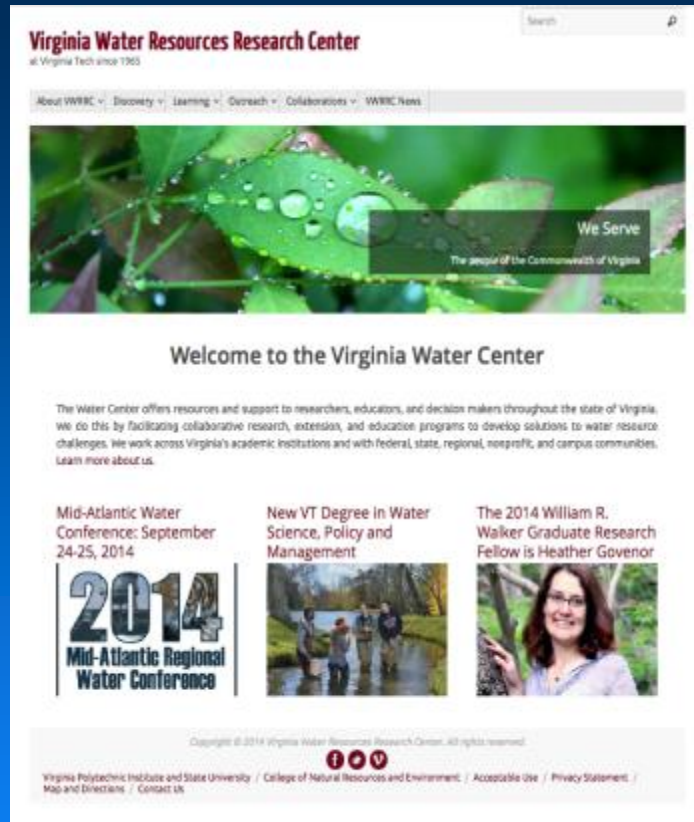 Search
Virginia Water Resources Research Center
at Virginia Tech since 1965
About VWRRC Discovery Learning Outreach Collaborations VWRRC News
We Serve
The people of the Commonwealth of Virginia
Welcome to the Virginia Water Center
The Water Center offers resources and support to researchers, educators, and decision makers throughout the state of Virginia.
We do this by facilitating collaborative research, extension, and education programs to develop solutions to water resource
challenges. We work across Virginia's academic institutions and with federal, state, regional, nonprofit, and campus communities.
Learn more about us.
Mid-Atlantic Water
Conference: September
24-25, 2014
2014
Mid-Atlantic Regional
Water Conference
New VT Degree in Water
Science, Policy and
Management
The 2014 William R.
Walker Graduate Research
Fellow is Heather Govenor
Copyright © 2014 Virginia Water Resources Research Center. All rights reserved.
Virginia Polytechnic Institute and State University / College of Natural Resources and Environment / Acceptable Use / Privacy Statement /
Map and Directions / Contact Us